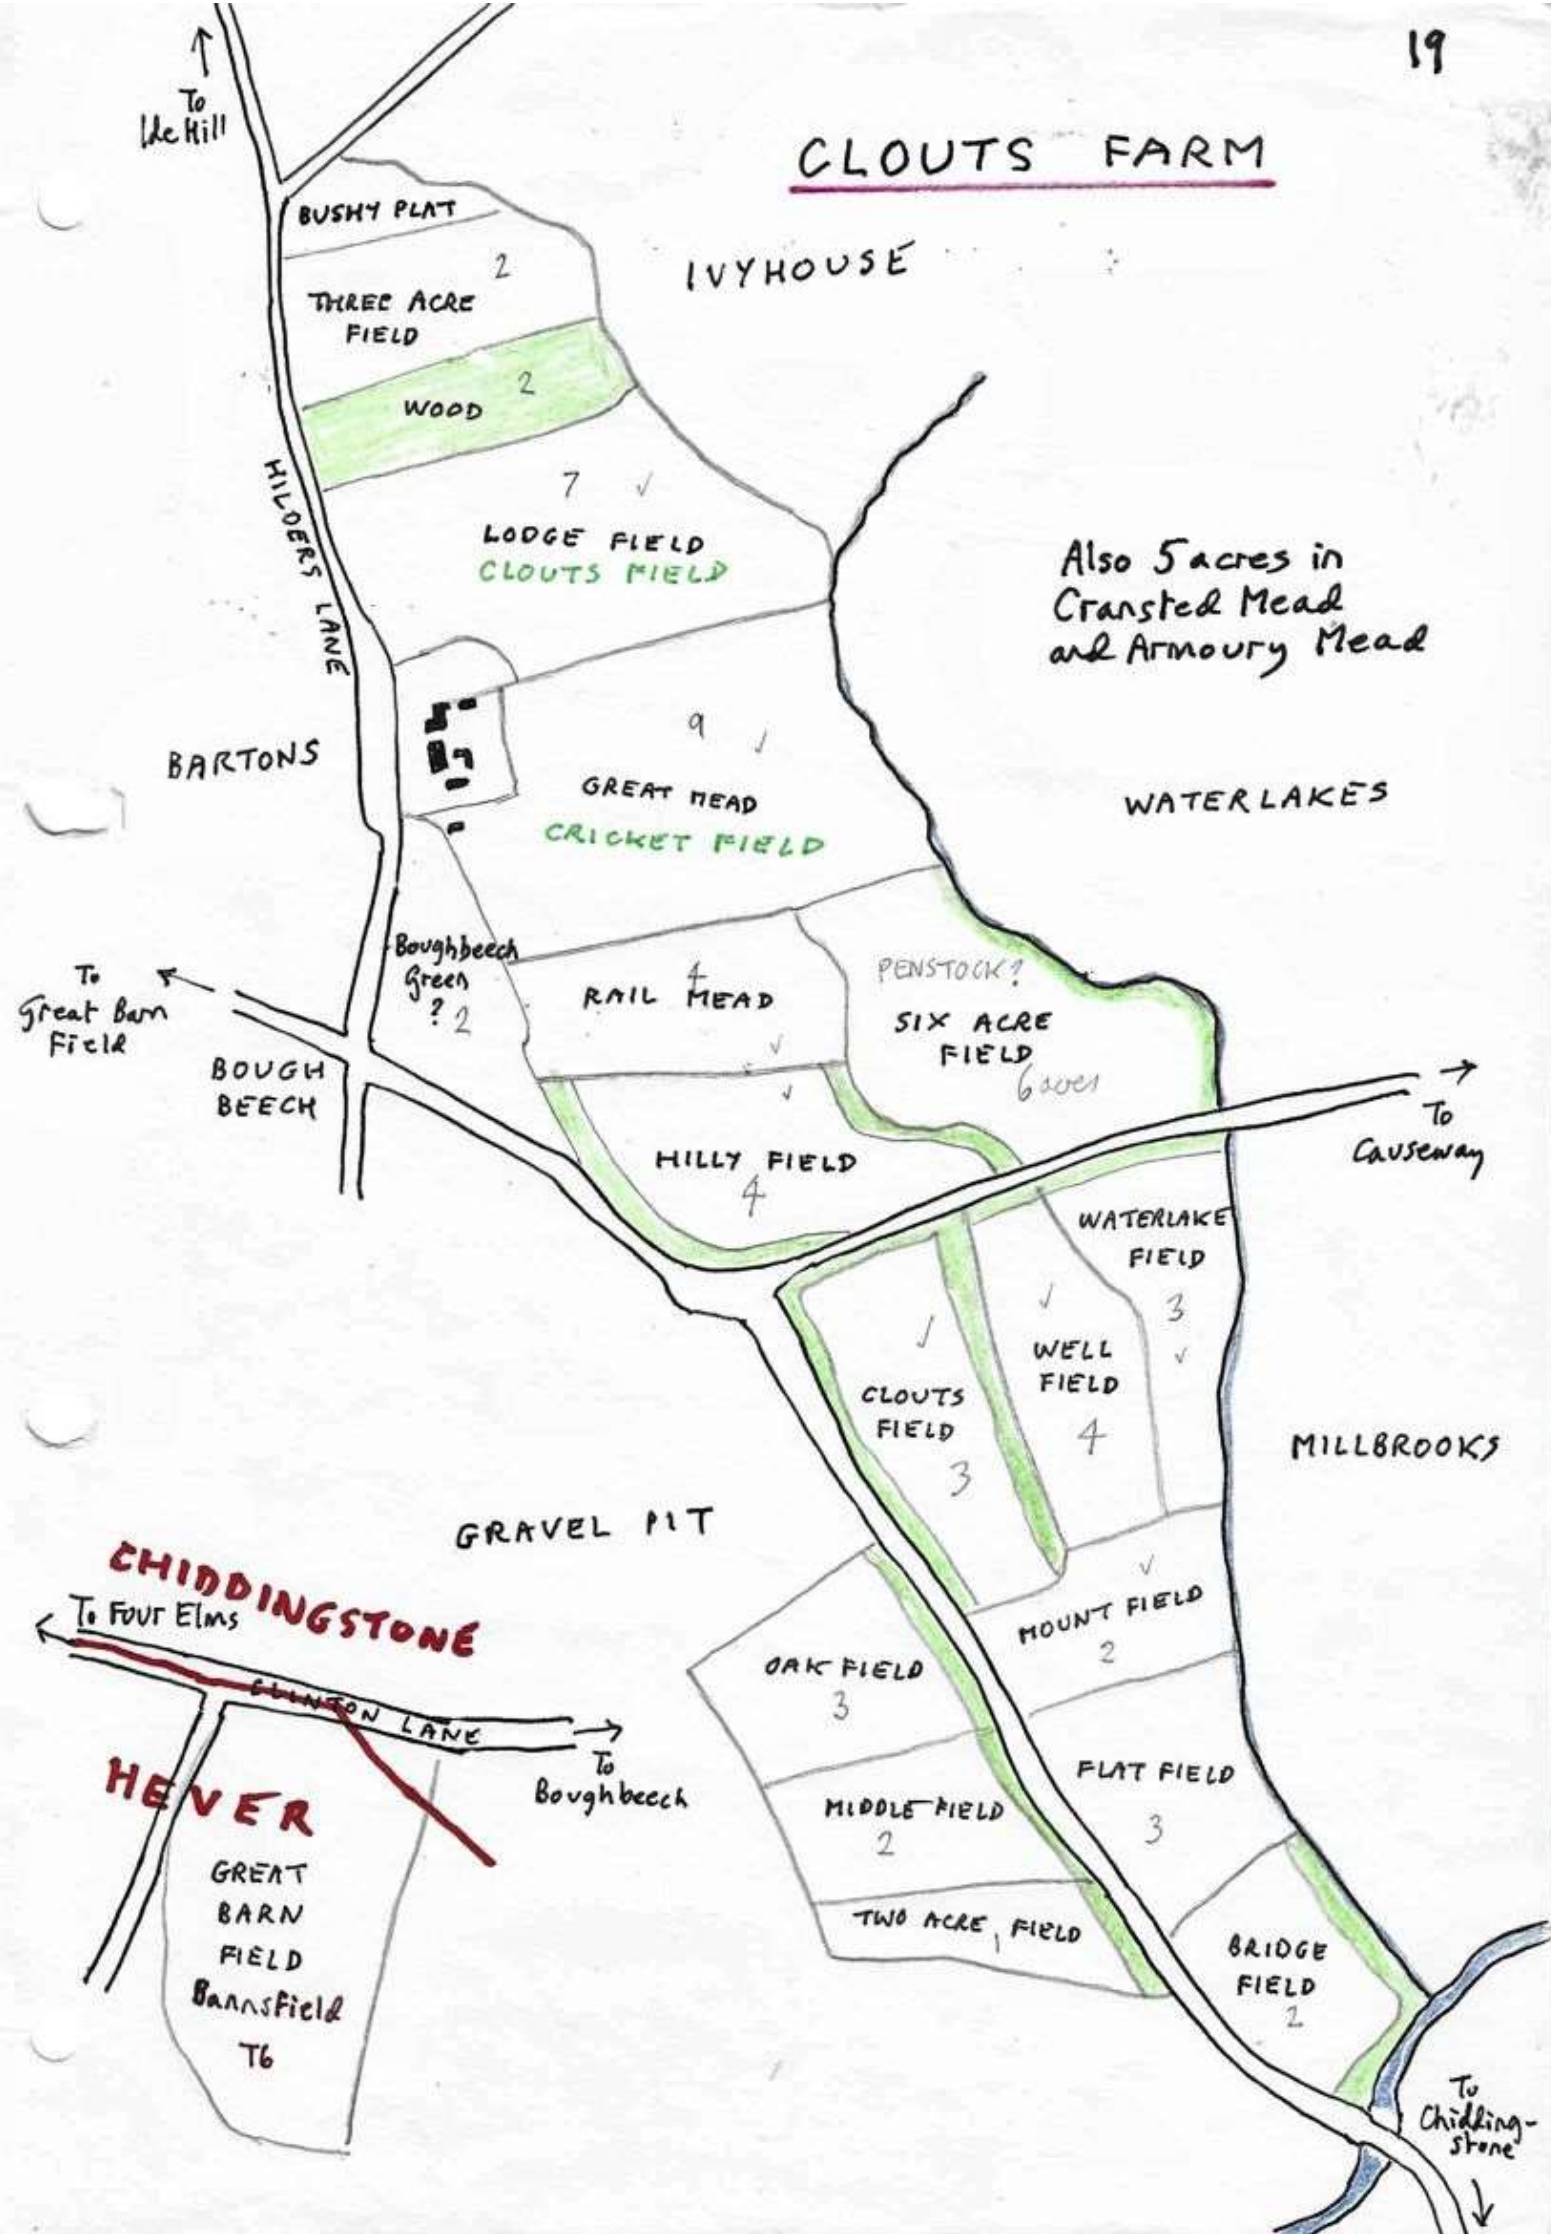 19
To
Ide Hill
CLOUTS FARM
BUSHY PLAT
IVYHOUSE
2
THREE ACRE
FIELD
2
WOOD
HILDERS LANE
7 ✓
LODGE FIELD
CLOUTS FIELD
Also 5 acres in
Cransted Mead
and Armoury Mead
9 ✓
BARTONS
GREAT MEAD
CRICKET FIELD
WATERLAKES
Boughbeech
Green
? 2
To
Great Barn
Field
4
RAIL MEAD
✓
PENSTOCK?
SIX ACRE
FIELD
6 acres
BOUGH
BEECH
✓
HILLY FIELD
4
To
Causeway
WATERLAKE
FIELD
3
✓
✓
WELL
FIELD
4
✓
CLOUTS
FIELD
3
MILLBROOKS
GRAVEL PIT
CHIDDINGSTONE
To Four Elms
CLINTON LANE
To
Boughbeech
HEVER
GREAT
BARN
FIELD
Bannsfield
T6
✓
MOUNT FIELD
2
OAK FIELD
3
FLAT FIELD
3
MIDDLE FIELD
2
TWO ACRE FIELD
1
BRIDGE
FIELD
2
To
Chidding-
stone